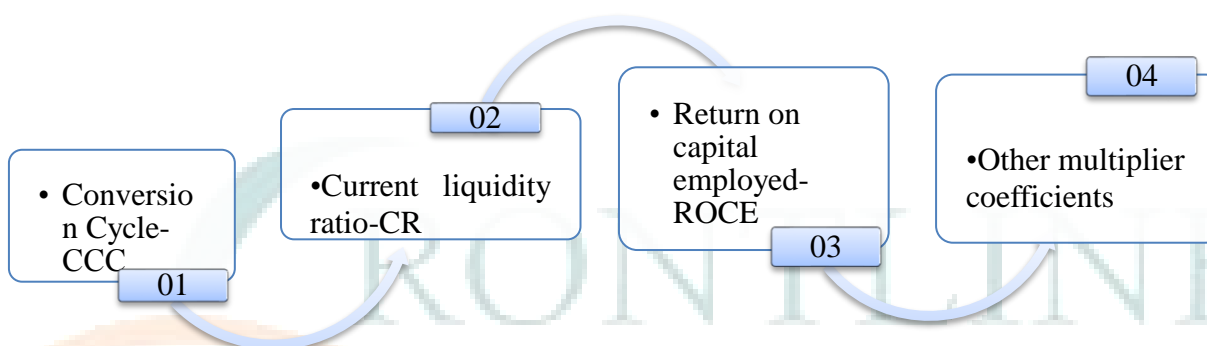 01
• Conversio
n Cycle-
CCC
02
•Current liquidity
ratio-CR
03
• Return on
capital
employed-
ROCE
04
•Other multiplier
coefficients
RONTLINE